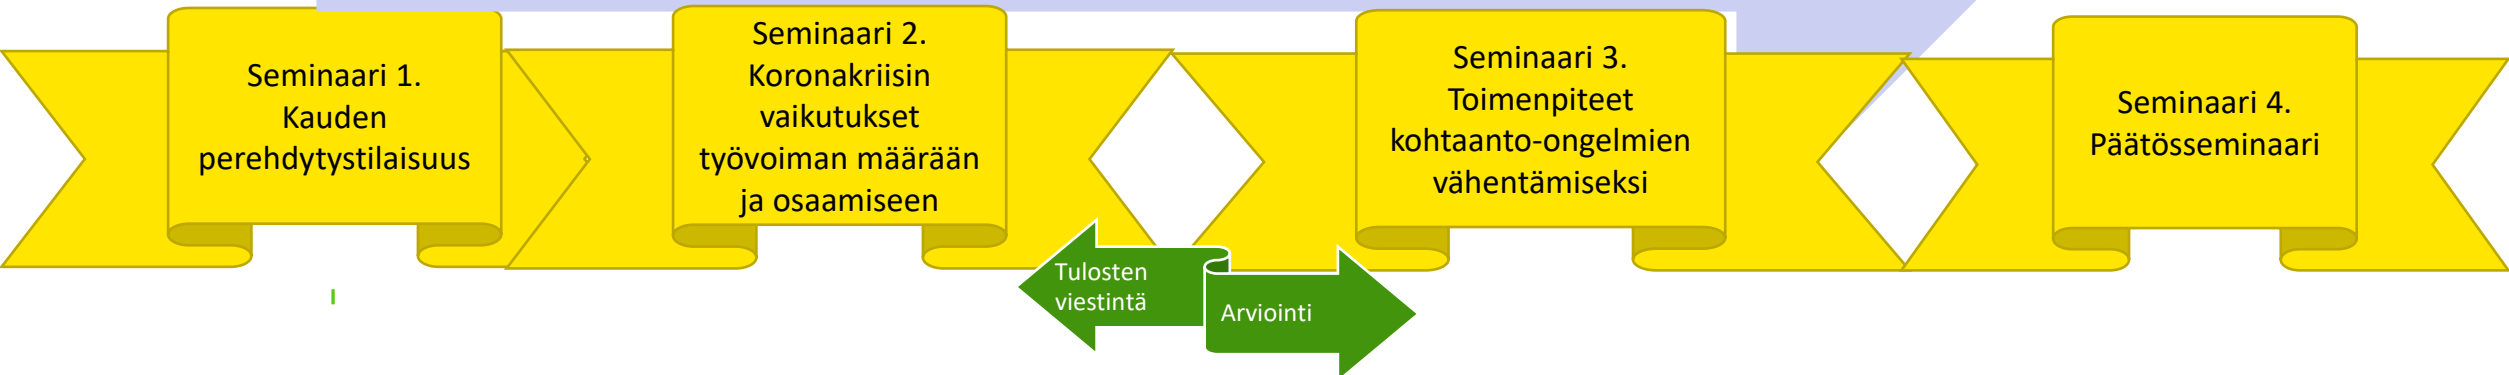 Seminaari 1.
Kauden
perehdytystilaisuus
Seminaari 2.
Koronakriisin
vaikutukset
työvoiman määrään
ja osaamiseen
Seminaari 3.
Toimenpiteet
kohtaanto-ongelmien
vähentämiseksi
Seminaari 4.
Päätösseminaari
Tulosten
viestintä
Arviointi